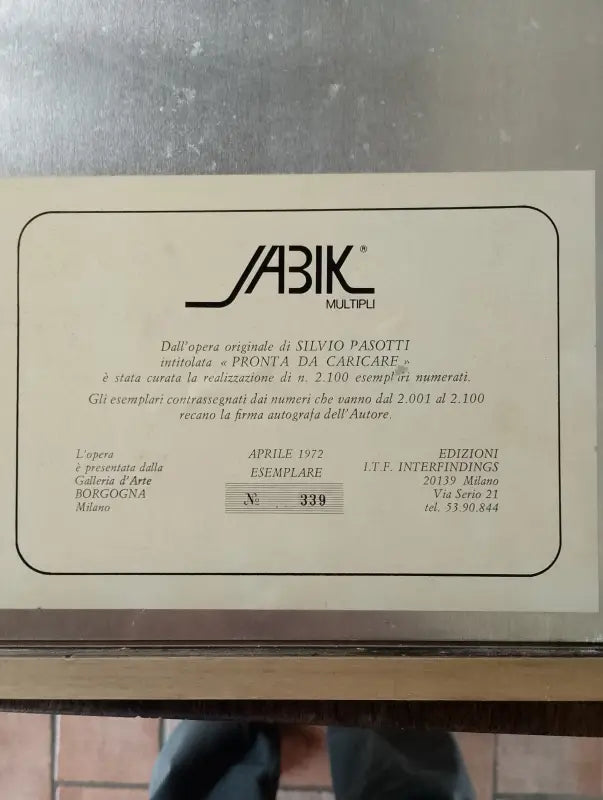 JABIK®
MULTIPLI
Dall'opera originale di SILVIO PASOTTI
intitolata « PRONTA DA CARICARE »
è stata curata la realizzazione di n. 2.100 esemplari numerati.
Gli esemplari contrassegnati dai numeri che vanno dal 2.001 al 2.100
recano la firma autografa dell'Autore.
L'opera
è presentata dalla
Galleria d'Arte
BORGOGNA
Milano
APRILE 1972
ESEMPLARE
№ 339
EDIZIONI
I.T.F. INTERFINDINGS
20139 Milano
Via Serio 21
tel. 53.90.844